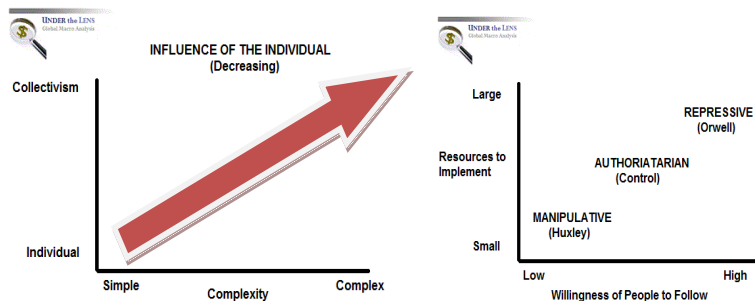 UNDER the LENS
Global Macro Analysis
INFLUENCE OF THE INDIVIDUAL
(Decreasing)
Collectivism
Individual
Simple
Complexity
Complex
UNDER the LENS
Global Macro Analysis
Large
Resources to
Implement
Small
REPRESSIVE
(Orwell)
AUTHORIATARIAN
(Control)
MANIPULATIVE
(Huxley)
Low
High
Willingness of People to Follow